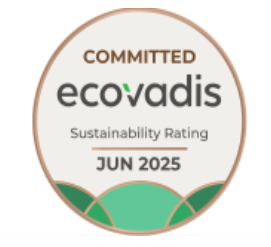 COMMITTED
ecovadis
Sustainability Rating
JUN 2025